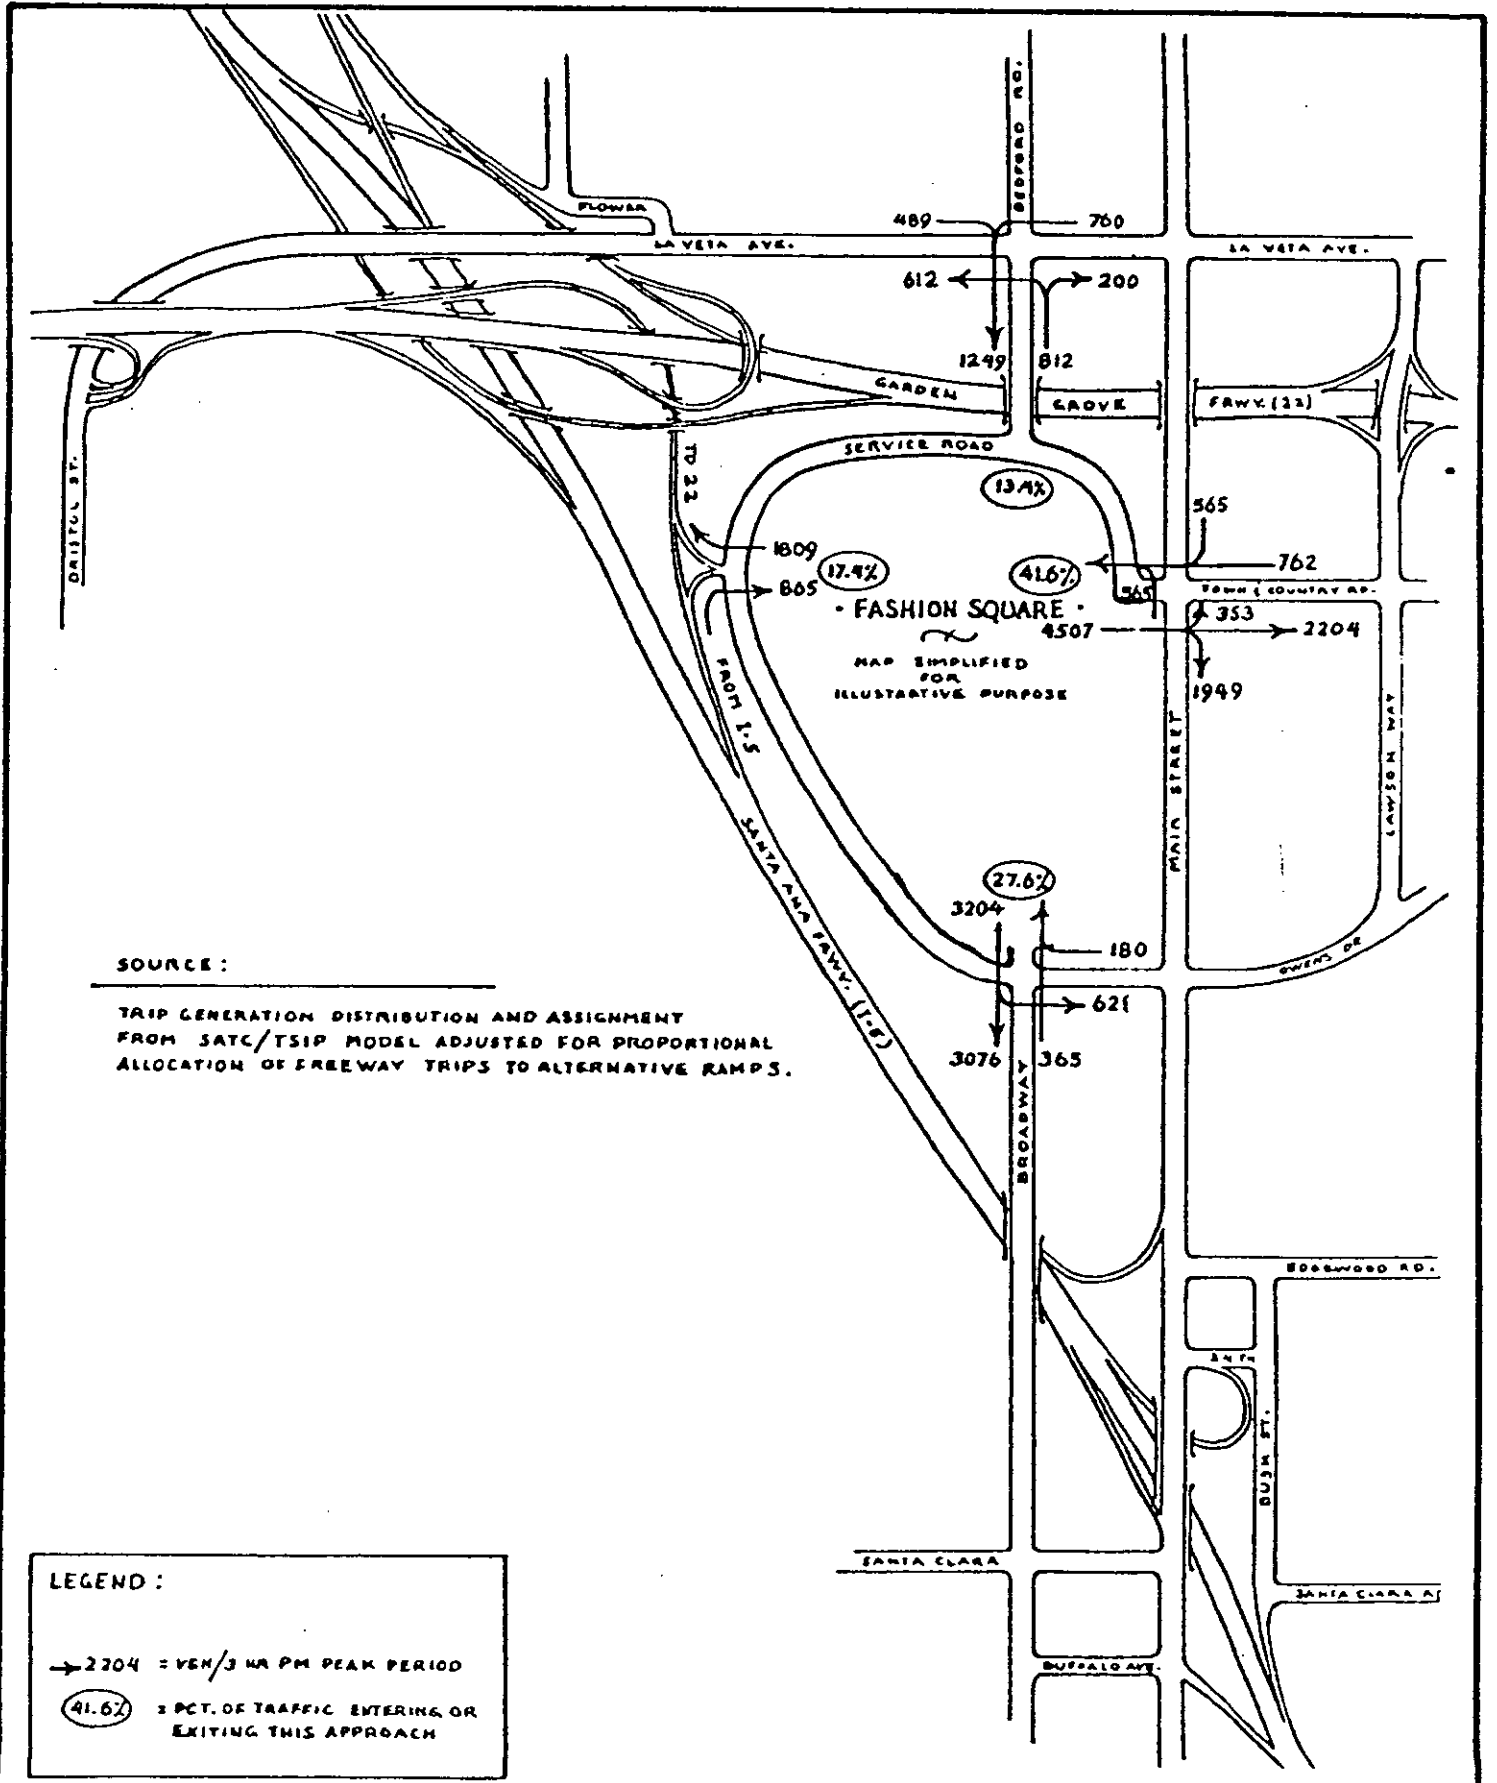 BEDFORD RD.
FLOWER
489
760
LA VETA AVE.
LA VETA AVE.
612
200
1249
812
GARDEN
GROVE
FRWY. (22)
SERVICE ROAD
13.4%
BRISTOL ST.
TO 22
565
1809
17.4%
41.6%
762
865
565
TOWN & COUNTRY RD.
• FASHION SQUARE •
353
4507
2204
MAP SIMPLIFIED
FOR
ILLUSTRATIVE PURPOSE
1949
FROM I-5
MAIN STREET
LAWSON WAY
SANTA ANA FRWY. (I-5)
27.6%
3204
180
OWENS DR
SOURCE:
TRIP GENERATION DISTRIBUTION AND ASSIGNMENT
FROM SATC/TSIP MODEL ADJUSTED FOR PROPORTIONAL
ALLOCATION OF FREEWAY TRIPS TO ALTERNATIVE RAMPS.
621
3076
365
BROADWAY
EDGEWOOD RD.
BUSH ST.
SANTA CLARA
SANTA CLARA
BUFFALO AVE.
LEGEND:
2204 = VEH/3 HR PM PEAK PERIOD
41.6% = PCT. OF TRAFFIC ENTERING OR
EXITING THIS APPROACH